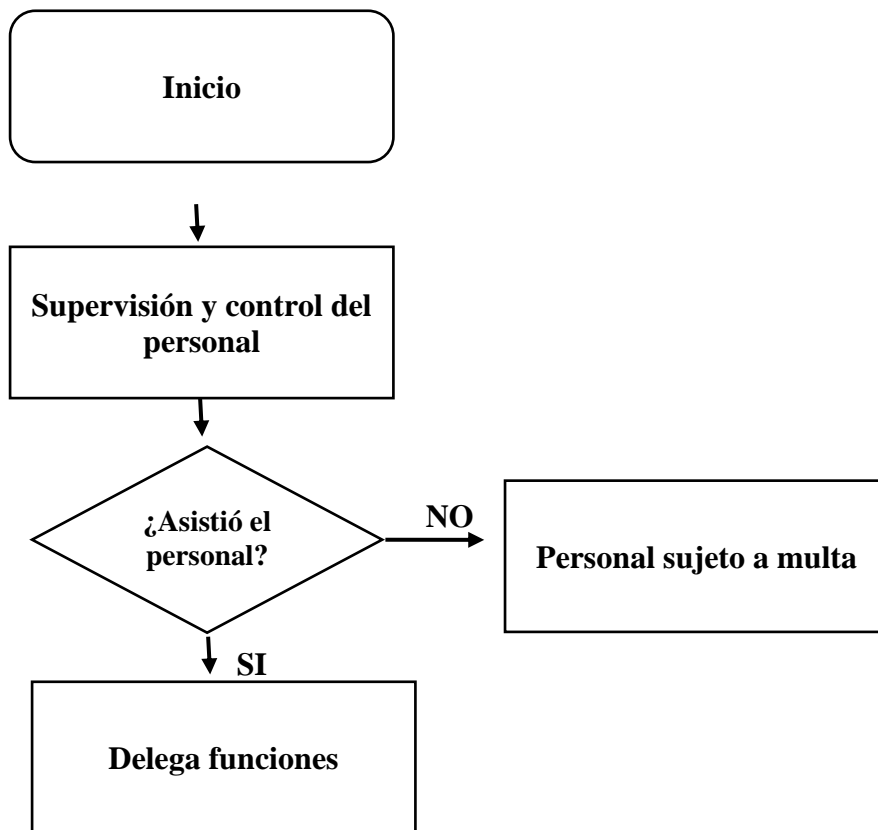 Inicio
Supervisión y control del
personal
¿Asistió el
personal?
NO
Personal sujeto a multa
SI
Delega funciones